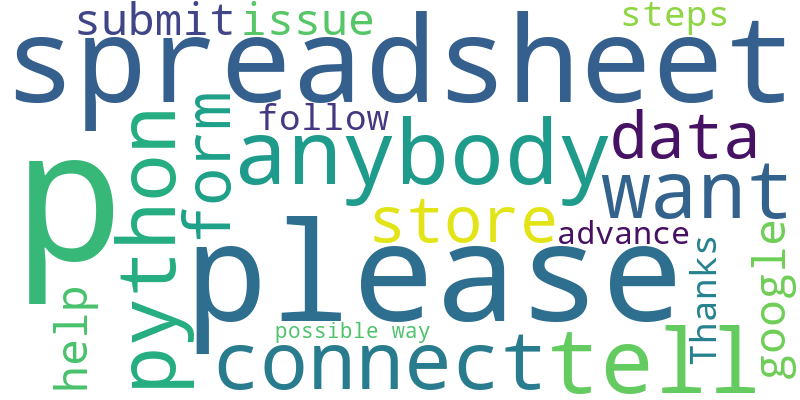 submit issue steps
spreadsheet
follow
p python form anybody data
want
store
advance
please
help
Thanks
google
possible way
connect tell